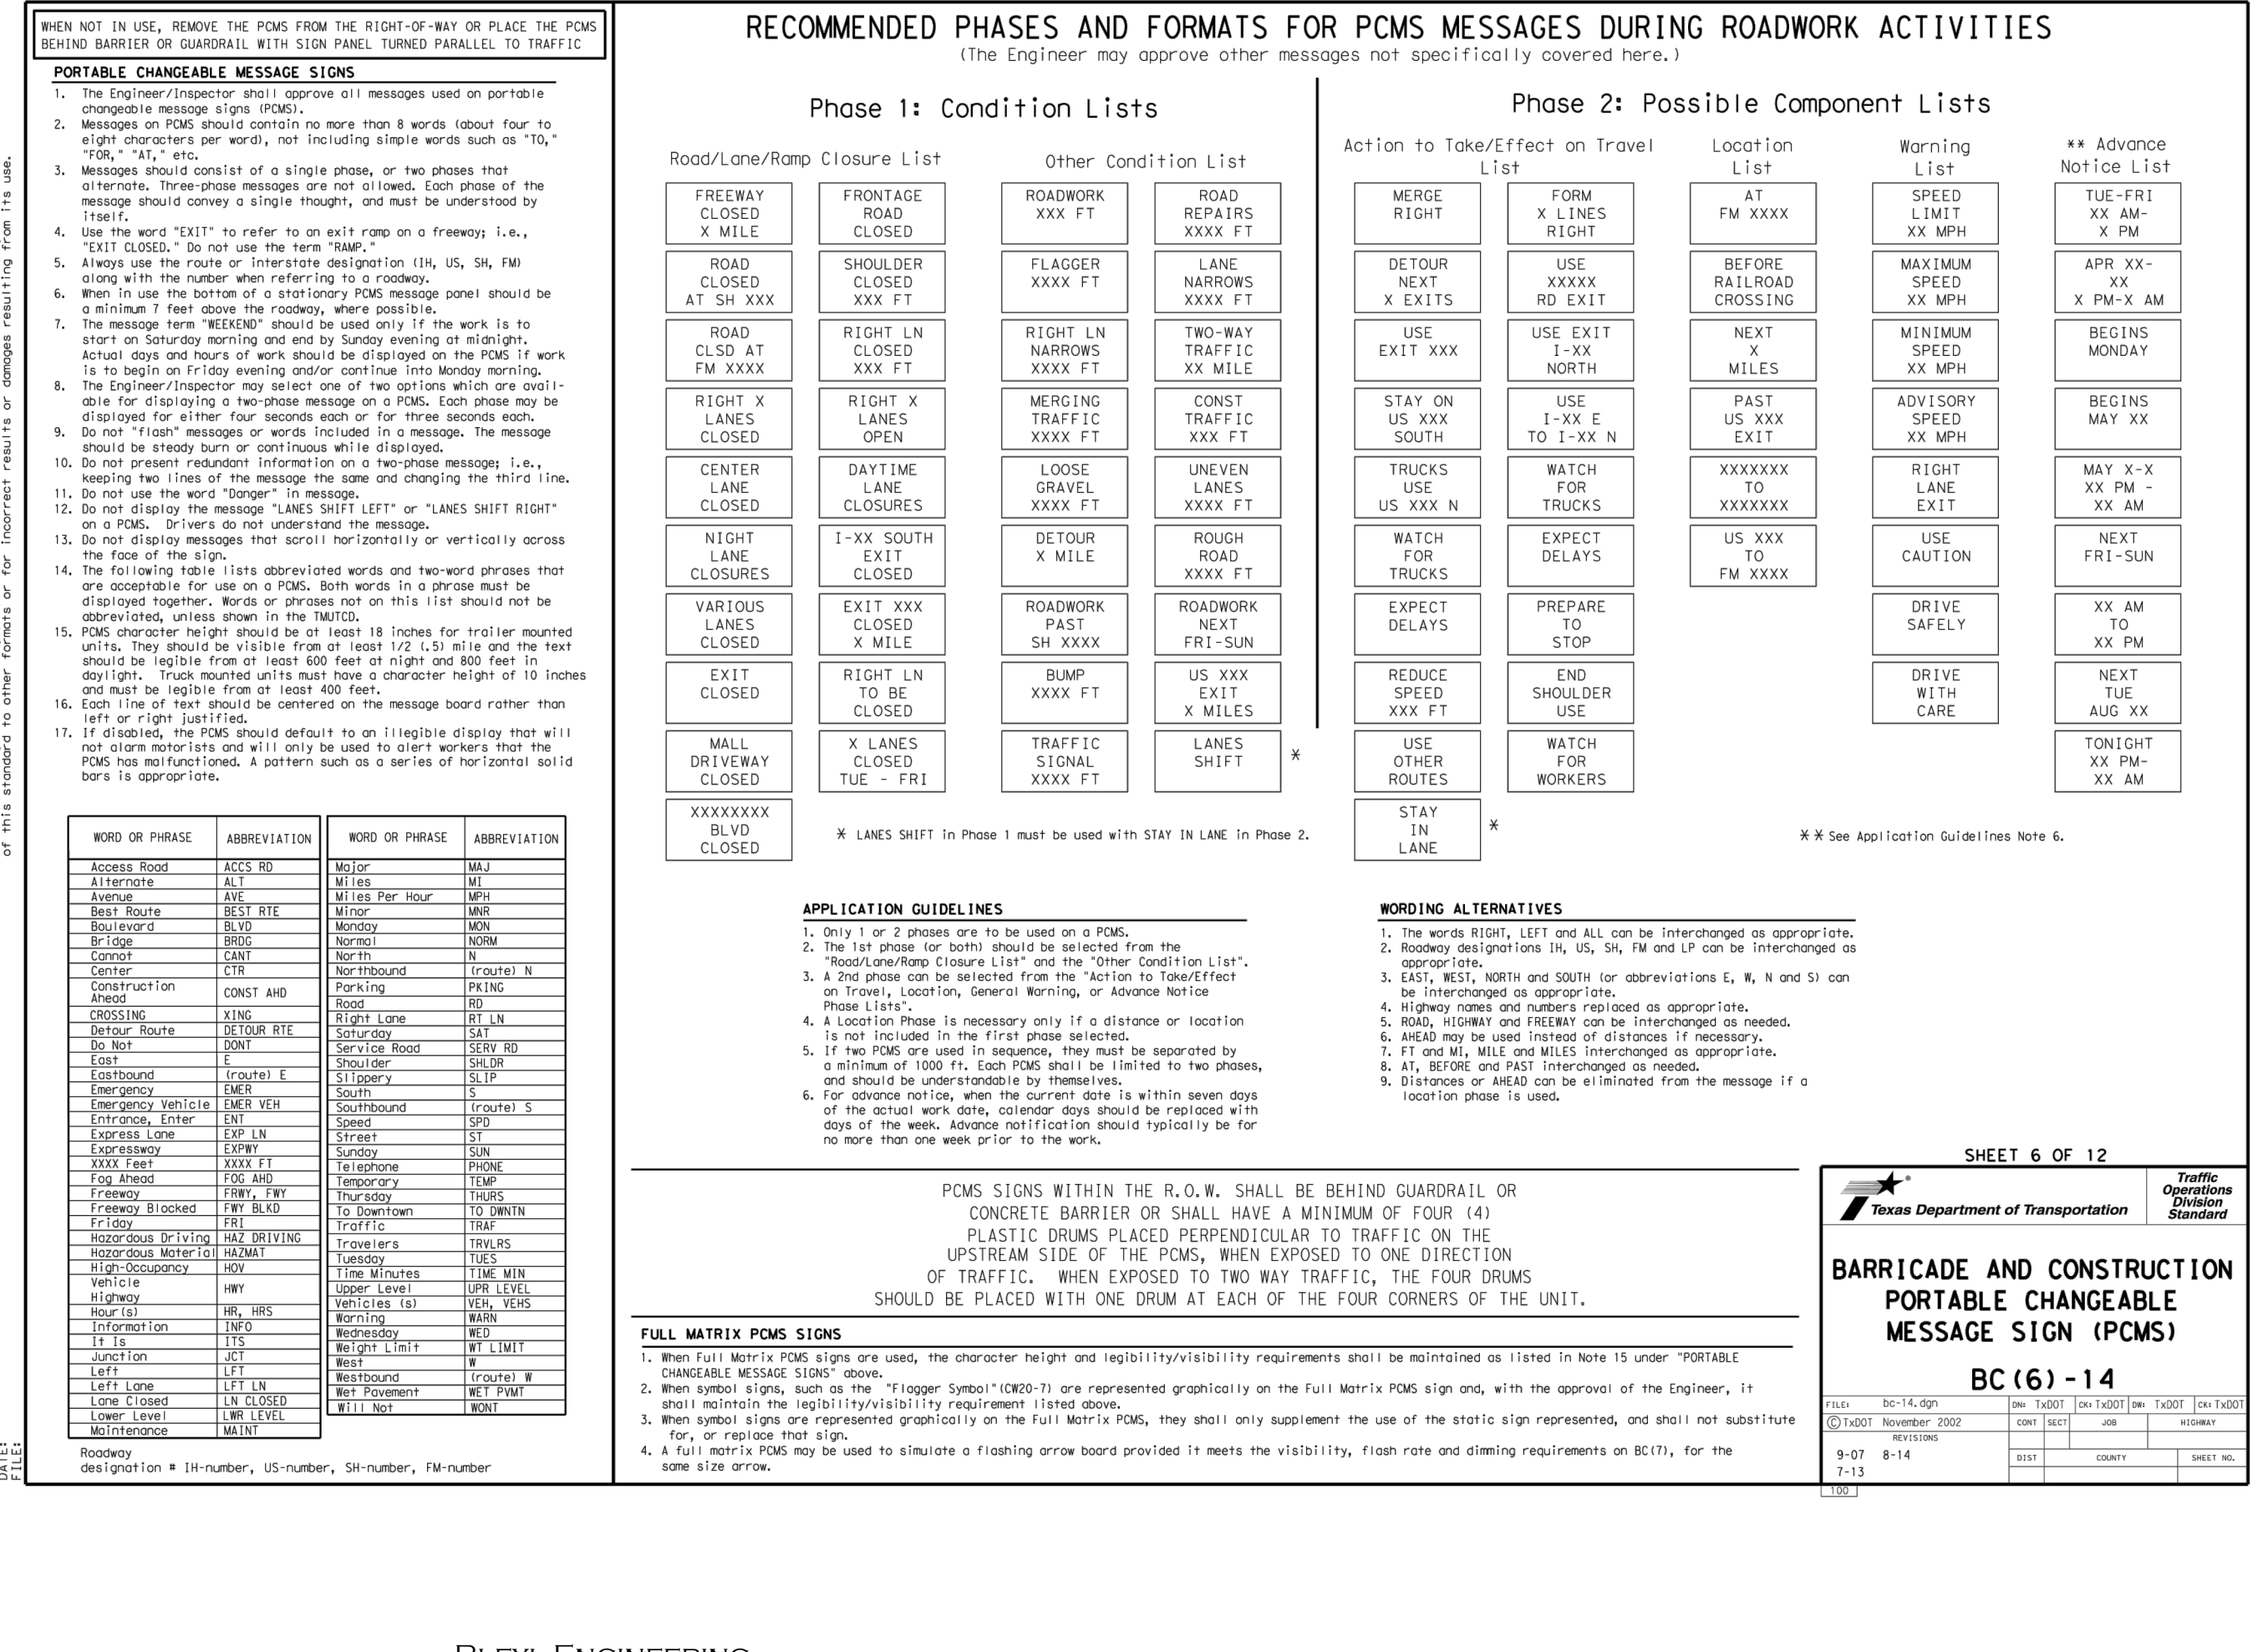 of this standard to other formats or for incorrect results or damages resulting from its use.
DATE:
FILE:
WHEN NOT IN USE, REMOVE THE PCMS FROM THE RIGHT-OF-WAY OR PLACE THE PCMS
BEHIND BARRIER OR GUARDRAIL WITH SIGN PANEL TURNED PARALLEL TO TRAFFIC
PORTABLE CHANGEABLE MESSAGE SIGNS
1. The Engineer/Inspector shall approve all messages used on portable
changeable message signs (PCMS).
2. Messages on PCMS should contain no more than 8 words (about four to
eight characters per word), not including simple words such as "TO,"
"FOR," "AT," etc.
3. Messages should consist of a single phase, or two phases that
alternate. Three-phase messages are not allowed. Each phase of the
message should convey a single thought, and must be understood by
itself.
4. Use the word "EXIT" to refer to an exit ramp on a freeway; i.e.,
"EXIT CLOSED." Do not use the term "RAMP."
5. Always use the route or interstate designation (IH, US, SH, FM)
along with the number when referring to a roadway.
6. When in use the bottom of a stationary PCMS message panel should be
a minimum 7 feet above the roadway, where possible.
7. The message term "WEEKEND" should be used only if the work is to
start on Saturday morning and end by Sunday evening at midnight.
Actual days and hours of work should be displayed on the PCMS if work
is to begin on Friday evening and/or continue into Monday morning.
8. The Engineer/Inspector may select one of two options which are avail-
able for displaying a two-phase message on a PCMS. Each phase may be
displayed for either four seconds each or for three seconds each.
9. Do not "flash" messages or words included in a message. The message
should be steady burn or continuous while displayed.
10. Do not present redundant information on a two-phase message; i.e.,
keeping two lines of the message the same and changing the third line.
11. Do not use the word "Danger" in message.
12. Do not display the message "LANES SHIFT LEFT" or "LANES SHIFT RIGHT"
on a PCMS. Drivers do not understand the message.
13. Do not display messages that scroll horizontally or vertically across
the face of the sign.
14. The following table lists abbreviated words and two-word phrases that
are acceptable for use on a PCMS. Both words in a phrase must be
displayed together. Words or phrases not on this list should not be
abbreviated, unless shown in the TMUTCD.
15. PCMS character height should be at least 18 inches for trailer mounted
units. They should be visible from at least 1/2 (.5) mile and the text
should be legible from at least 600 feet at night and 800 feet in
daylight. Truck mounted units must have a character height of 10 inches
and must be legible from at least 400 feet.
16. Each line of text should be centered on the message board rather than
left or right justified.
17. If disabled, the PCMS should default to an illegible display that will
not alarm motorists and will only be used to alert workers that the
PCMS has malfunctioned. A pattern such as a series of horizontal solid
bars is appropriate.
WORD OR PHRASE ABBREVIATION
Access Road ACCS RD
Alternate ALT
Avenue AVE
Best Route BEST RTE
Boulevard BLVD
Bridge BRDG
Cannot CANT
Center CTR
Construction
Ahead CONST AHD
CROSSING XING
Detour Route DETOUR RTE
Do Not DONT
East E
Eastbound (route) E
Emergency EMER
Emergency Vehicle EMER VEH
Entrance, Enter ENT
Express Lane EXP LN
Expressway EXPWY
XXXX Feet XXXX FT
Fog Ahead FOG AHD
Freeway FRWY, FWY
Freeway Blocked FWY BLKD
Friday FRI
Hazardous Driving HAZ DRIVING
Hazardous Material HAZMAT
High-Occupancy HOV
Vehicle
Highway HWY
Hour(s) HR, HRS
Information INFO
It Is ITS
Junction JCT
Left LFT
Left Lane LFT LN
Lane Closed LN CLOSED
Lower Level LWR LEVEL
Maintenance MAINT
WORD OR PHRASE ABBREVIATION
Major MAJ
Miles MI
Miles Per Hour MPH
Minor MNR
Monday MON
Normal NORM
North N
Northbound (route) N
Parking PKING
Road RD
Right Lane RT LN
Saturday SAT
Service Road SERV RD
Shoulder SHLDR
Slippery SLIP
South S
Southbound (route) S
Speed SPD
Street ST
Sunday SUN
Telephone PHONE
Temporary TEMP
Thursday THURS
To Downtown TO DWNTN
Traffic TRAF
Travelers TRVLRS
Tuesday TUES
Time Minutes TIME MIN
Upper Level UPR LEVEL
Vehicles (s) VEH, VEHS
Warning WARN
Wednesday WED
Weight Limit WT LIMIT
West W
Westbound (route) W
Wet Pavement WET PVMT
Will Not WONT
Roadway
designation # IH-number, US-number, SH-number, FM-number
RECOMMENDED PHASES AND FORMATS FOR PCMS MESSAGES DURING ROADWORK ACTIVITIES
(The Engineer may approve other messages not specifically covered here.)
Phase 1: Condition Lists
Road/Lane/Ramp Closure List
FREEWAY
CLOSED
X MILE
ROAD
CLOSED
AT SH XXX
ROAD
CLSD AT
FM XXXX
RIGHT X
LANES
CLOSED
CENTER
LANE
CLOSED
NIGHT
LANE
CLOSURES
VARIOUS
LANES
CLOSED
EXIT
CLOSED
MALL
DRIVEWAY
CLOSED
XXXXXXXX
BLVD
CLOSED
FRONTAGE
ROAD
CLOSED
SHOULDER
CLOSED
XXX FT
RIGHT LN
CLOSED
XXX FT
RIGHT X
LANES
OPEN
DAYTIME
LANE
CLOSURES
I-XX SOUTH
EXIT
CLOSED
EXIT XXX
CLOSED
X MILE
RIGHT LN
TO BE
CLOSED
X LANES
CLOSED
TUE - FRI
Other Condition List
ROADWORK
XXX FT
FLAGGER
XXXX FT
RIGHT LN
NARROWS
XXXX FT
MERGING
TRAFFIC
XXXX FT
LOOSE
GRAVEL
XXXX FT
DETOUR
X MILE
ROADWORK
PAST
SH XXXX
BUMP
XXXX FT
TRAFFIC
SIGNAL
XXXX FT
ROAD
REPAIRS
XXXX FT
LANE
NARROWS
XXXX FT
TWO-WAY
TRAFFIC
XX MILE
CONST
TRAFFIC
XXX FT
UNEVEN
LANES
XXXX FT
ROUGH
ROAD
XXXX FT
ROADWORK
NEXT
FRI-SUN
US XXX
EXIT
X MILES
LANES
SHIFT *
* LANES SHIFT in Phase 1 must be used with STAY IN LANE in Phase 2.
Phase 2: Possible Component Lists
Action to Take/Effect on Travel
List
MERGE
RIGHT
DETOUR
NEXT
X EXITS
USE
EXIT XXX
STAY ON
US XXX
SOUTH
TRUCKS
USE
US XXX N
WATCH
FOR
TRUCKS
EXPECT
DELAYS
REDUCE
SPEED
XXX FT
USE
OTHER
ROUTES
STAY
IN *
LANE
FORM
X LINES
RIGHT
USE
XXXXX
RD EXIT
USE EXIT
I-XX
NORTH
USE
I-XX E
TO I-XX N
WATCH
FOR
TRUCKS
EXPECT
DELAYS
PREPARE
TO
STOP
END
SHOULDER
USE
WATCH
FOR
WORKERS
Location
List
AT
FM XXXX
BEFORE
RAILROAD
CROSSING
NEXT
X
MILES
PAST
US XXX
EXIT
XXXXXXX
TO
XXXXXXX
US XXX
TO
FM XXXX
Warning
List
SPEED
LIMIT
XX MPH
MAXIMUM
SPEED
XX MPH
MINIMUM
SPEED
XX MPH
ADVISORY
SPEED
XX MPH
RIGHT
LANE
EXIT
USE
CAUTION
DRIVE
SAFELY
DRIVE
WITH
CARE
** Advance
Notice List
TUE-FRI
XX AM-
X PM
APR XX-
XX
X PM-X AM
BEGINS
MONDAY
BEGINS
MAY XX
MAY X-X
XX PM -
XX AM
NEXT
FRI-SUN
XX AM
TO
XX PM
NEXT
TUE
AUG XX
TONIGHT
XX PM-
XX AM
** See Application Guidelines Note 6.
APPLICATION GUIDELINES
1. Only 1 or 2 phases are to be used on a PCMS.
2. The 1st phase (or both) should be selected from the
"Road/Lane/Ramp Closure List" and the "Other Condition List".
3. A 2nd phase can be selected from the "Action to Take/Effect
on Travel, Location, General Warning, or Advance Notice
Phase Lists".
4. A Location Phase is necessary only if a distance or location
is not included in the first phase selected.
5. If two PCMS are used in sequence, they must be separated by
a minimum of 1000 ft. Each PCMS shall be limited to two phases,
and should be understandable by themselves.
6. For advance notice, when the current date is within seven days
of the actual work date, calendar days should be replaced with
days of the week. Advance notification should typically be for
no more than one week prior to the work.
WORDING ALTERNATIVES
1. The words RIGHT, LEFT and ALL can be interchanged as appropriate.
2. Roadway designations IH, US, SH, FM and LP can be interchanged as
appropriate.
3. EAST, WEST, NORTH and SOUTH (or abbreviations E, W, N and S) can
be interchanged as appropriate.
4. Highway names and numbers replaced as appropriate.
5. ROAD, HIGHWAY and FREEWAY can be interchanged as needed.
6. AHEAD may be used instead of distances if necessary.
7. FT and MI, MILE and MILES interchanged as appropriate.
8. AT, BEFORE and PAST interchanged as needed.
9. Distances or AHEAD can be eliminated from the message if a
location phase is used.
PCMS SIGNS WITHIN THE R.O.W. SHALL BE BEHIND GUARDRAIL OR
CONCRETE BARRIER OR SHALL HAVE A MINIMUM OF FOUR (4)
PLASTIC DRUMS PLACED PERPENDICULAR TO TRAFFIC ON THE
UPSTREAM SIDE OF THE PCMS, WHEN EXPOSED TO ONE DIRECTION
OF TRAFFIC. WHEN EXPOSED TO TWO WAY TRAFFIC, THE FOUR DRUMS
SHOULD BE PLACED WITH ONE DRUM AT EACH OF THE FOUR CORNERS OF THE UNIT.
FULL MATRIX PCMS SIGNS
1. When Full Matrix PCMS signs are used, the character height and legibility/visibility requirements shall be maintained as listed in Note 15 under "PORTABLE
CHANGEABLE MESSAGE SIGNS" above.
2. When symbol signs, such as the "Flagger Symbol"(CW20-7) are represented graphically on the Full Matrix PCMS sign and, with the approval of the Engineer, it
shall maintain the legibility/visibility requirement listed above.
3. When symbol signs are represented graphically on the Full Matrix PCMS, they shall only supplement the use of the static sign represented, and shall not substitute
for, or replace that sign.
4. A full matrix PCMS may be used to simulate a flashing arrow board provided it meets the visibility, flash rate and dimming requirements on BC(7), for the
same size arrow.
SHEET 6 OF 12
® Texas Department of Transportation
Traffic
Operations
Division
Standard
BARRICADE AND CONSTRUCTION
PORTABLE CHANGEABLE
MESSAGE SIGN (PCMS)
BC(6)-14
FILE: bc-14.dgn DN: TxDOT CK: TxDOT DW: TxDOT CK: TxDOT
© TxDOT November 2002 CONT SECT JOB HIGHWAY
REVISIONS
9-07 8-14
7-13
DIST COUNTY SHEET NO.
100